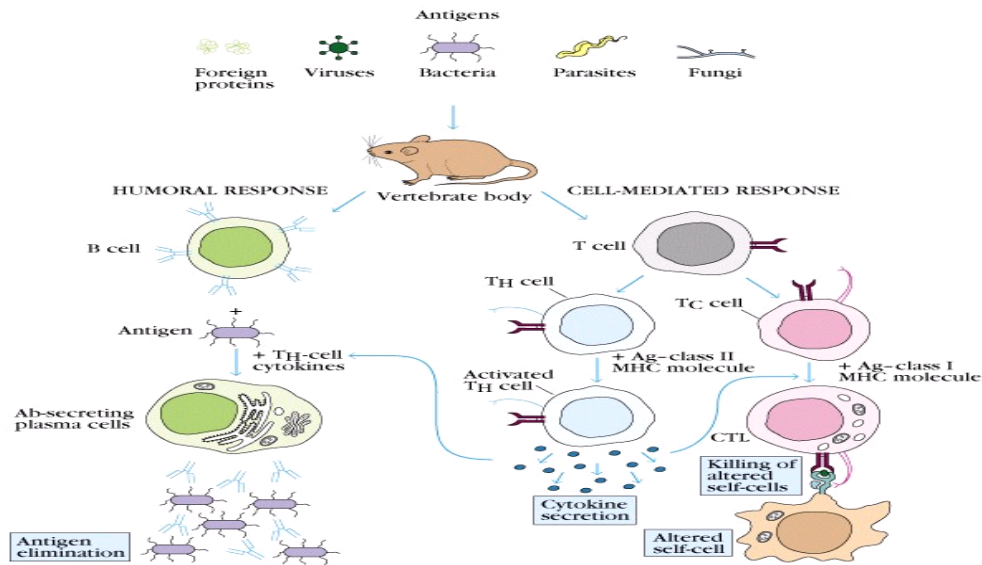 Antigens
Foreign
proteins
Viruses
Bacteria
Parasites
Fungi
Vertebrate body
HUMORAL RESPONSE
CELL-MEDIATED RESPONSE
B cell
T cell
TH cell
TC cell
+
Antigen
+ TH-cell
cytokines
+ Ag–class II
MHC molecule
+ Ag–class I
MHC molecule
Activated
TH cell
Ab-secreting
plasma cells
CTL
Killing of
altered
self-cells
Cytokine
secretion
Antigen
elimination
Altered
self-cell